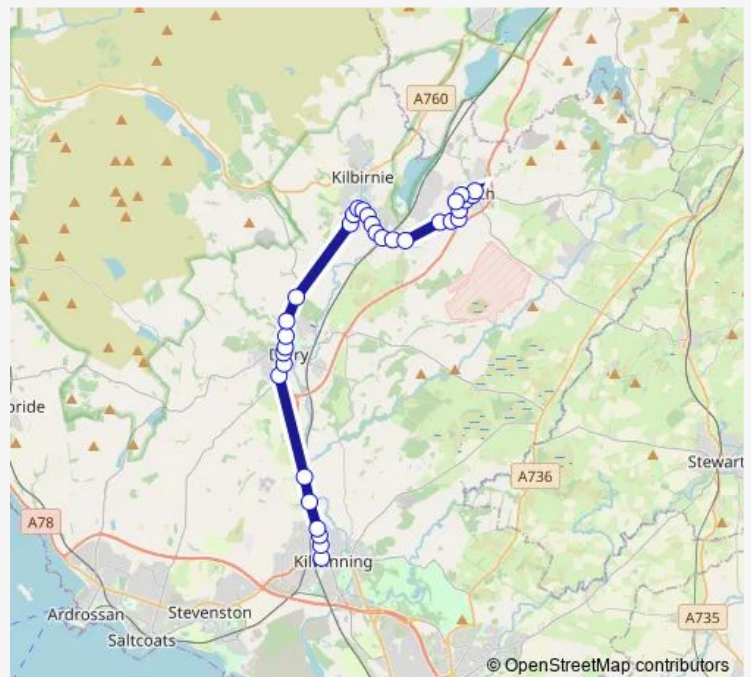 A760
Kilbirnie
bride
Stewart
A736
A78
Kilwinning
Ardrossan
Stevenston
Saltcoats
A735
© OpenStreetMap contributors